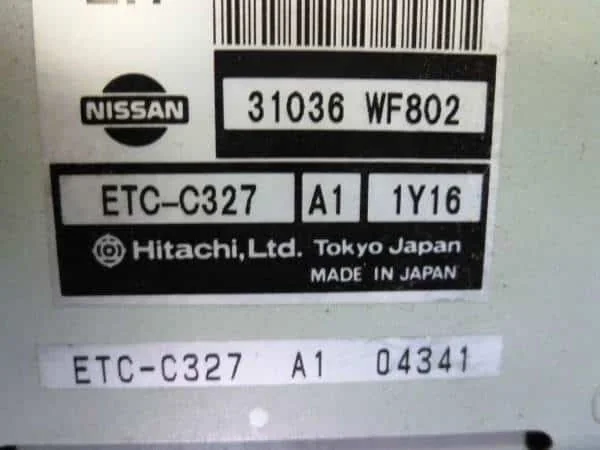 NISSAN
31036 WF802
ETC-C327 A1 1Y16
Hitachi,Ltd. Tokyo Japan
MADE IN JAPAN
ETC-C327 A1 04341